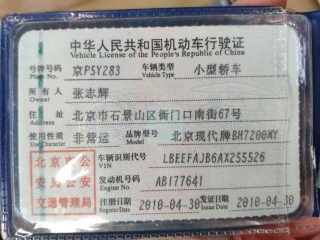 中华人民共和国机动车行驶证
Vehicle License of the People's Republic of China
号牌号码 京P5Y283 车辆类型 小型轿车
Plate No. Vehicle Type
所有人 张志辉
Owner
住址 北京市石景山区衙门口南街67号
Address
使用性质 非营运 品牌型号 北京现代牌BH7200MY
Use Character Model
北京市公 车辆识别代号 LBEEFAJB6AX255526
VIN
安局公安 发动机号码 AB177641
Engine No.
交通管理局 注册日期 2010-04-30 发证日期 2010-04-30
Register Date Issue Date